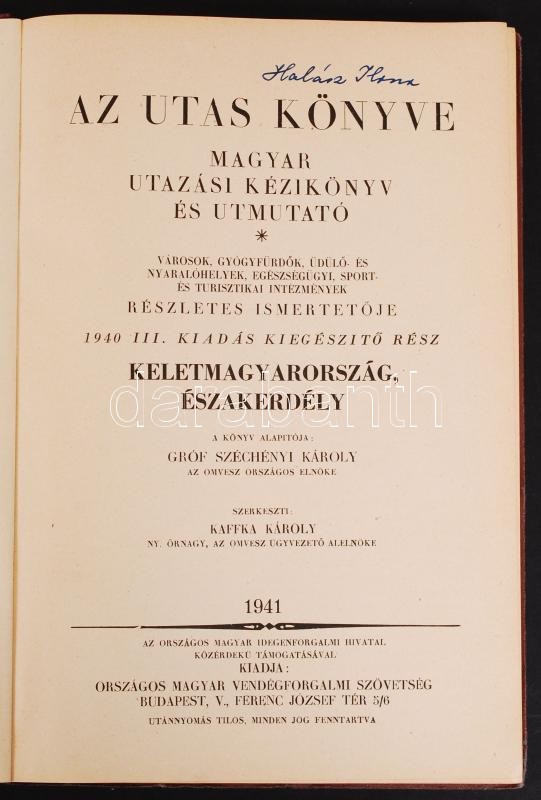 Halász Ilona
AZ UTAS KÖNYVE
MAGYAR
UTAZÁSI KÉZIKÖNYV
ÉS UTMUTATÓ
*
VÁROSOK, GYÓGYFÜRDŐK, ÜDÜLŐ- ÉS
NYARALÓHELYEK, EGÉSZSÉGÜGYI, SPORT-
ÉS TURISZTIKAI INTÉZMÉNYEK
RÉSZLETES ISMERTETŐJE
1940 III. KIADÁS KIEGÉSZITŐ RÉSZ
KELETMAGYARORSZÁG,
ÉSZAKERDÉLY
darabanth
A KÖNYV ALAPITÓJA:
GRÓF SZÉCHÉNYI KÁROLY
AZ OMVESZ ORSZÁGOS ELNÖKE
SZERKESZTI:
KAFFKA KÁROLY
NY. ŐRNAGY, AZ OMVESZ ÜGYVEZETŐ ALELNÖKE
1941
AZ ORSZÁGOS MAGYAR IDEGENFORGALMI HIVATAL
KÖZÉRDEKŰ TÁMOGATÁSÁVAL
KIADJA:
ORSZÁGOS MAGYAR VENDÉGFORGALMI SZÖVETSÉG
BUDAPEST, V., FERENC JÓZSEF TÉR 5/6
UTÁNNYOMÁS TILOS, MINDEN JOG FENNTARTVA